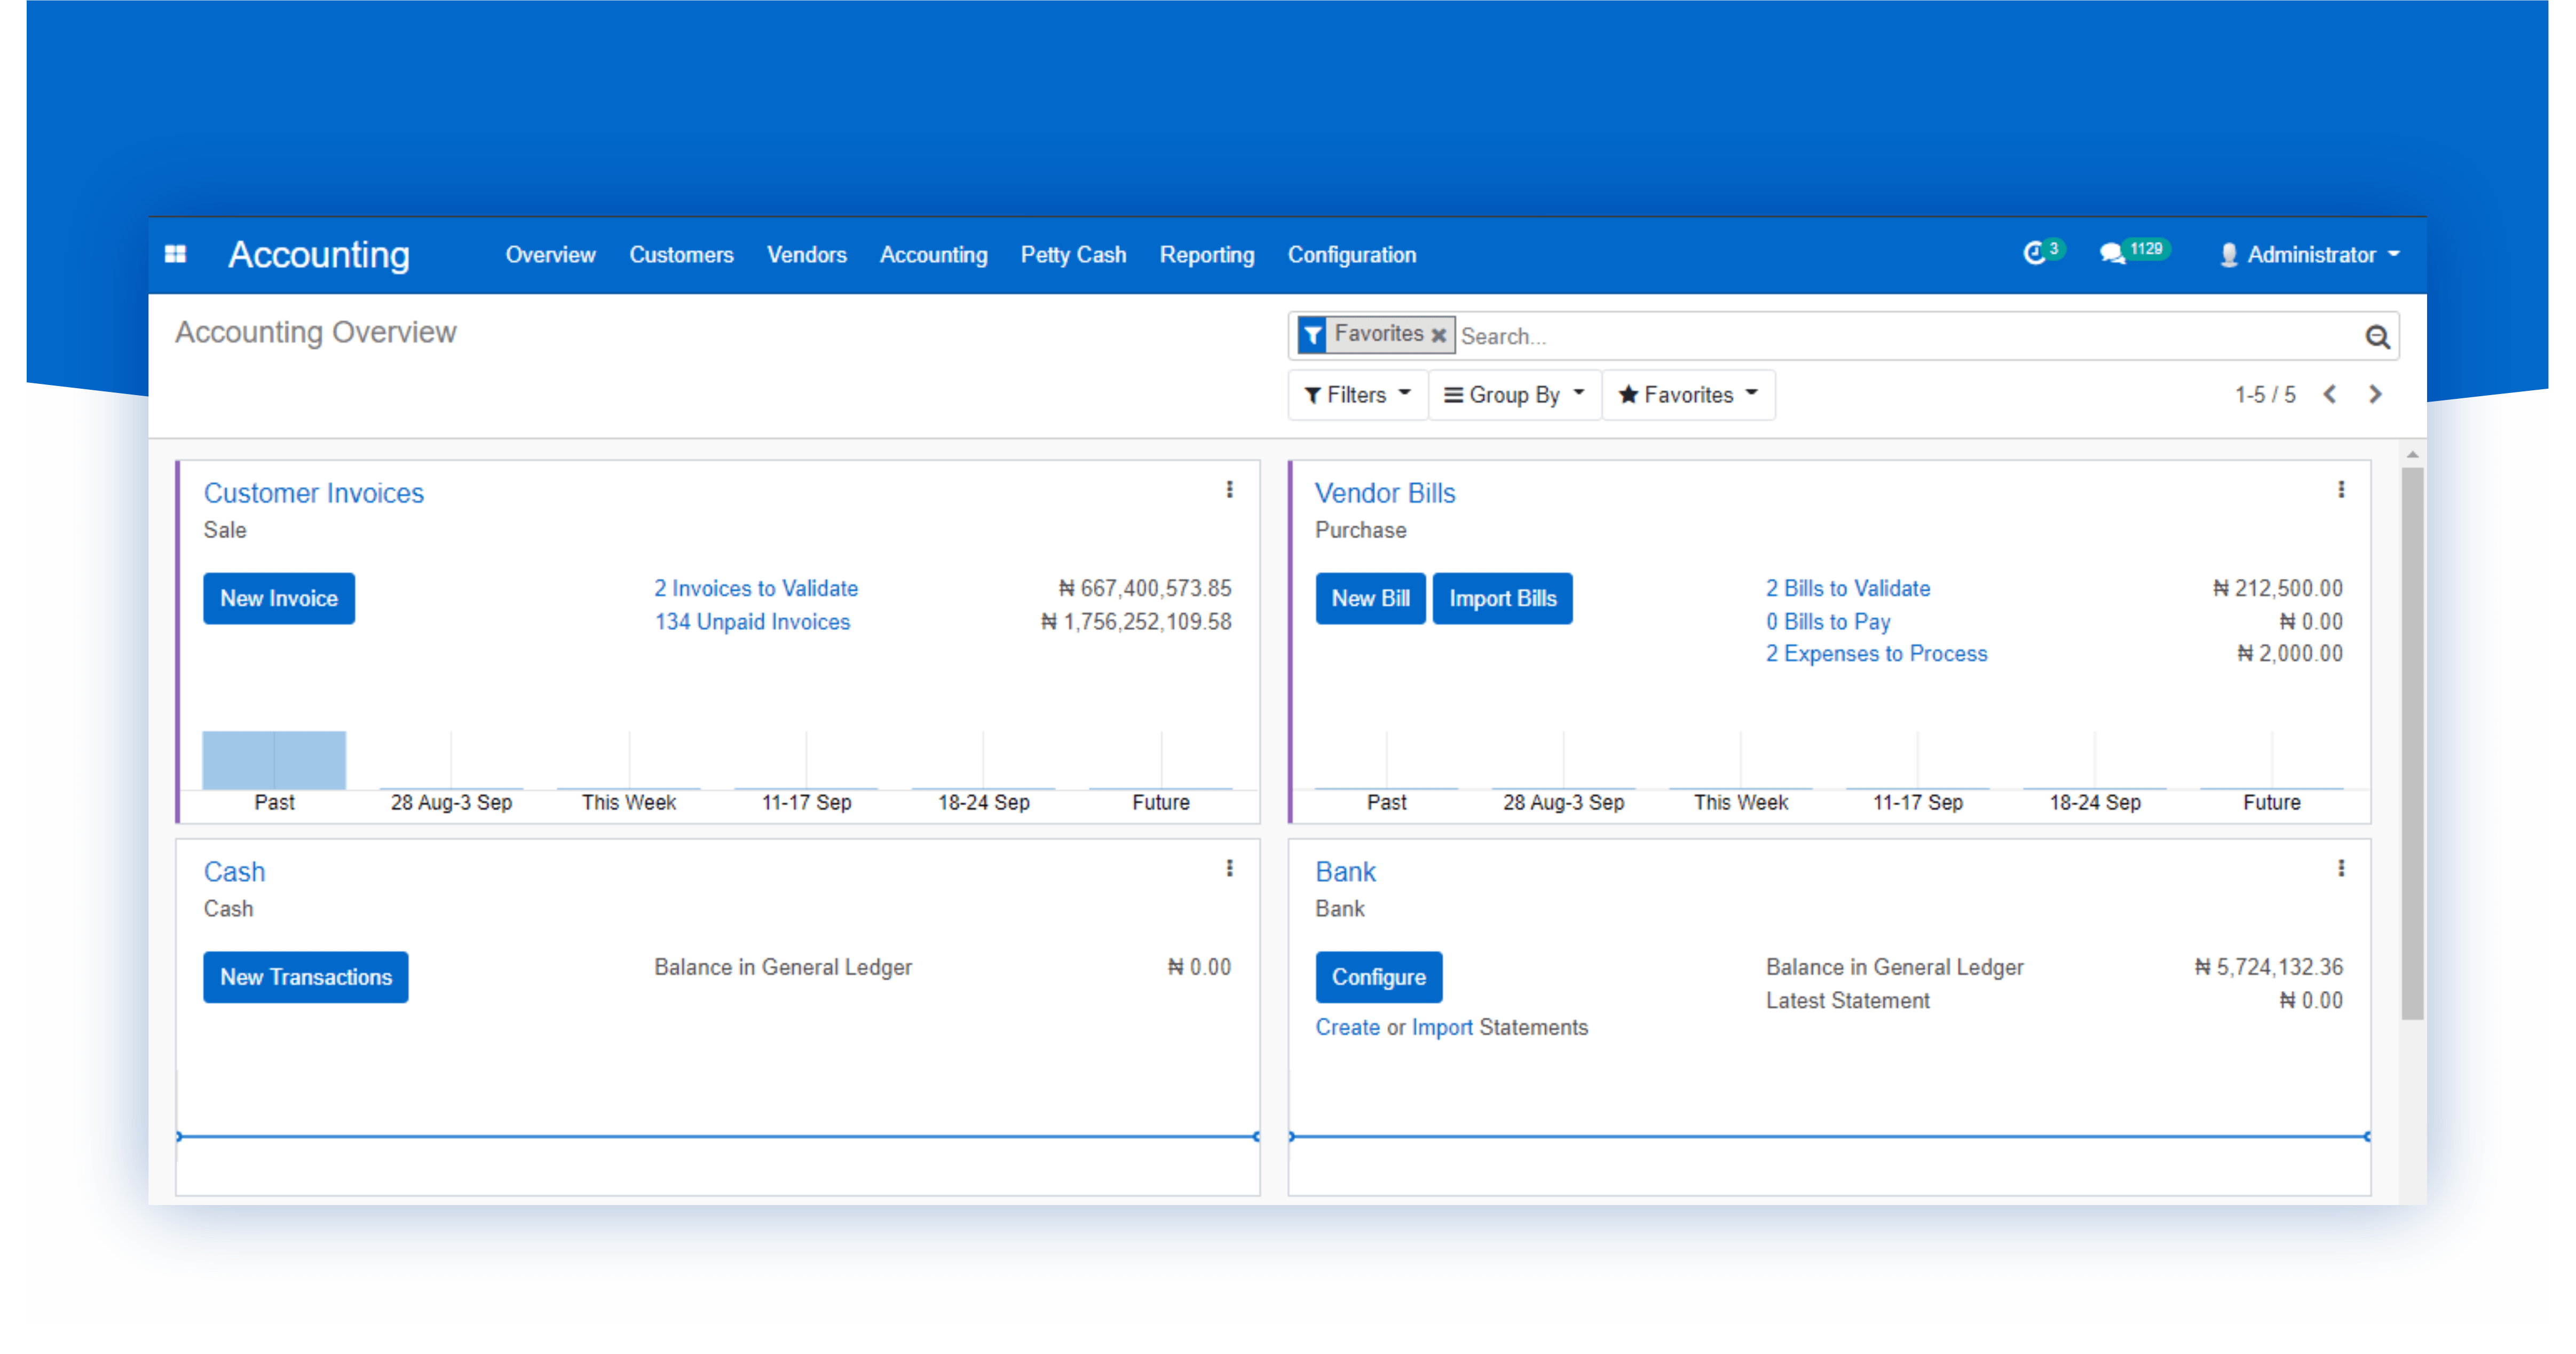 Accounting Overview Customers Vendors Accounting Petty Cash Reporting Configuration 3 1129 Administrator
Accounting Overview
Favorites Search...
Filters Group By Favorites 1-5 / 5
Customer Invoices
Sale
New Invoice
2 Invoices to Validate ₦ 667,400,573.85
134 Unpaid Invoices ₦ 1,756,252,109.58
Past 28 Aug-3 Sep This Week 11-17 Sep 18-24 Sep Future
Vendor Bills
Purchase
New Bill Import Bills
2 Bills to Validate ₦ 212,500.00
0 Bills to Pay ₦ 0.00
2 Expenses to Process ₦ 2,000.00
Past 28 Aug-3 Sep This Week 11-17 Sep 18-24 Sep Future
Cash
Cash
New Transactions
Balance in General Ledger ₦ 0.00
Bank
Bank
Configure
Create or Import Statements
Balance in General Ledger ₦ 5,724,132.36
Latest Statement ₦ 0.00